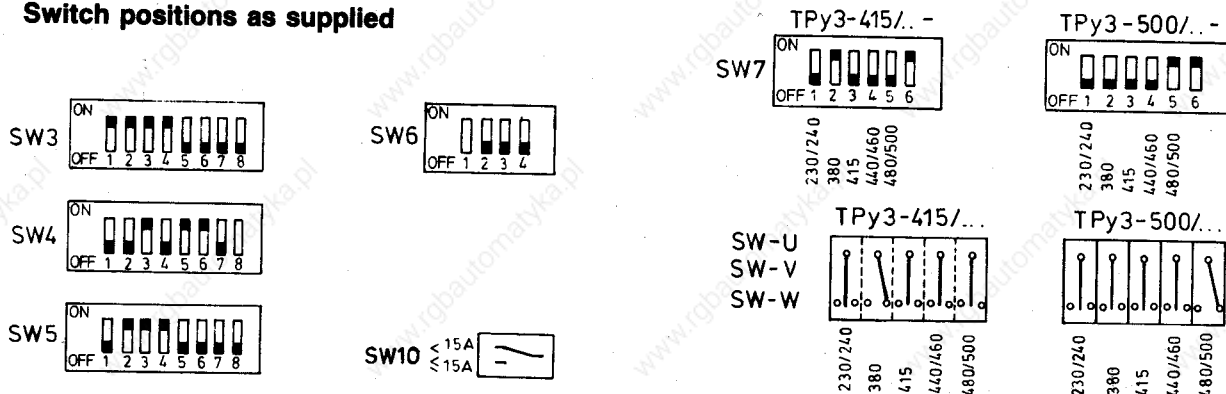 Switch positions as supplied
SW3
ON
OFF 1 2 3 4 5 6 7 8
SW4
ON
OFF 1 2 3 4 5 6 7 8
SW5
ON
OFF 1 2 3 4 5 6 7 8
SW6
ON
OFF 1 2 3 4
SW10
< 15A
≤ 15A
TPy3-415/.. -
SW7
ON
OFF 1 2 3 4 5 6
230/240
380
415
440/460
480/500
TPy3-500/.. -
ON
OFF 1 2 3 4 5 6
230/240
380
415
440/460
480/500
TPy3-415/...
SW-U
SW-V
SW-W
230/240
380
415
440/460
480/500
TPy3-500/...
230/240
380
415
440/460
480/500
www.rgbautomatyka.pl